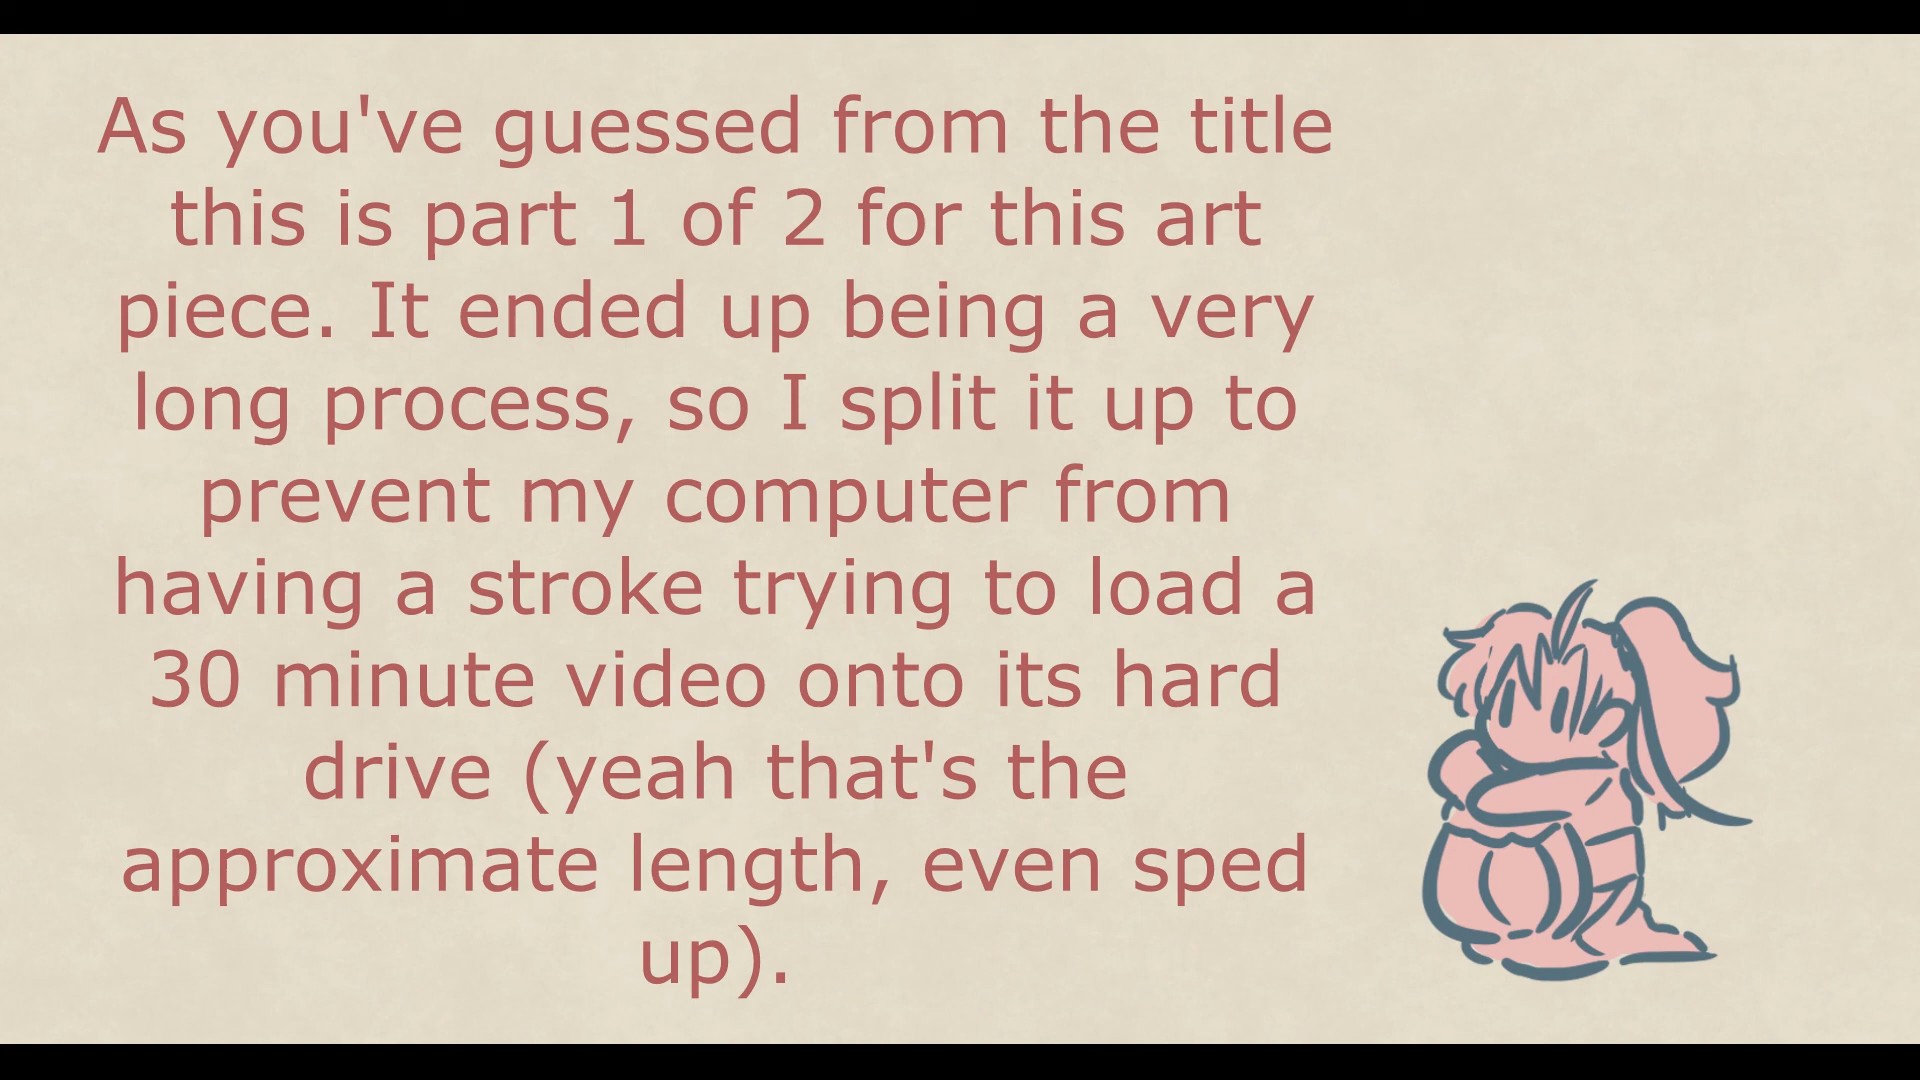 As you've guessed from the title
this is part 1 of 2 for this art
piece. It ended up being a very
long process, so I split it up to
prevent my computer from
having a stroke trying to load a
30 minute video onto its hard
drive (yeah that's the
approximate length, even sped
up).